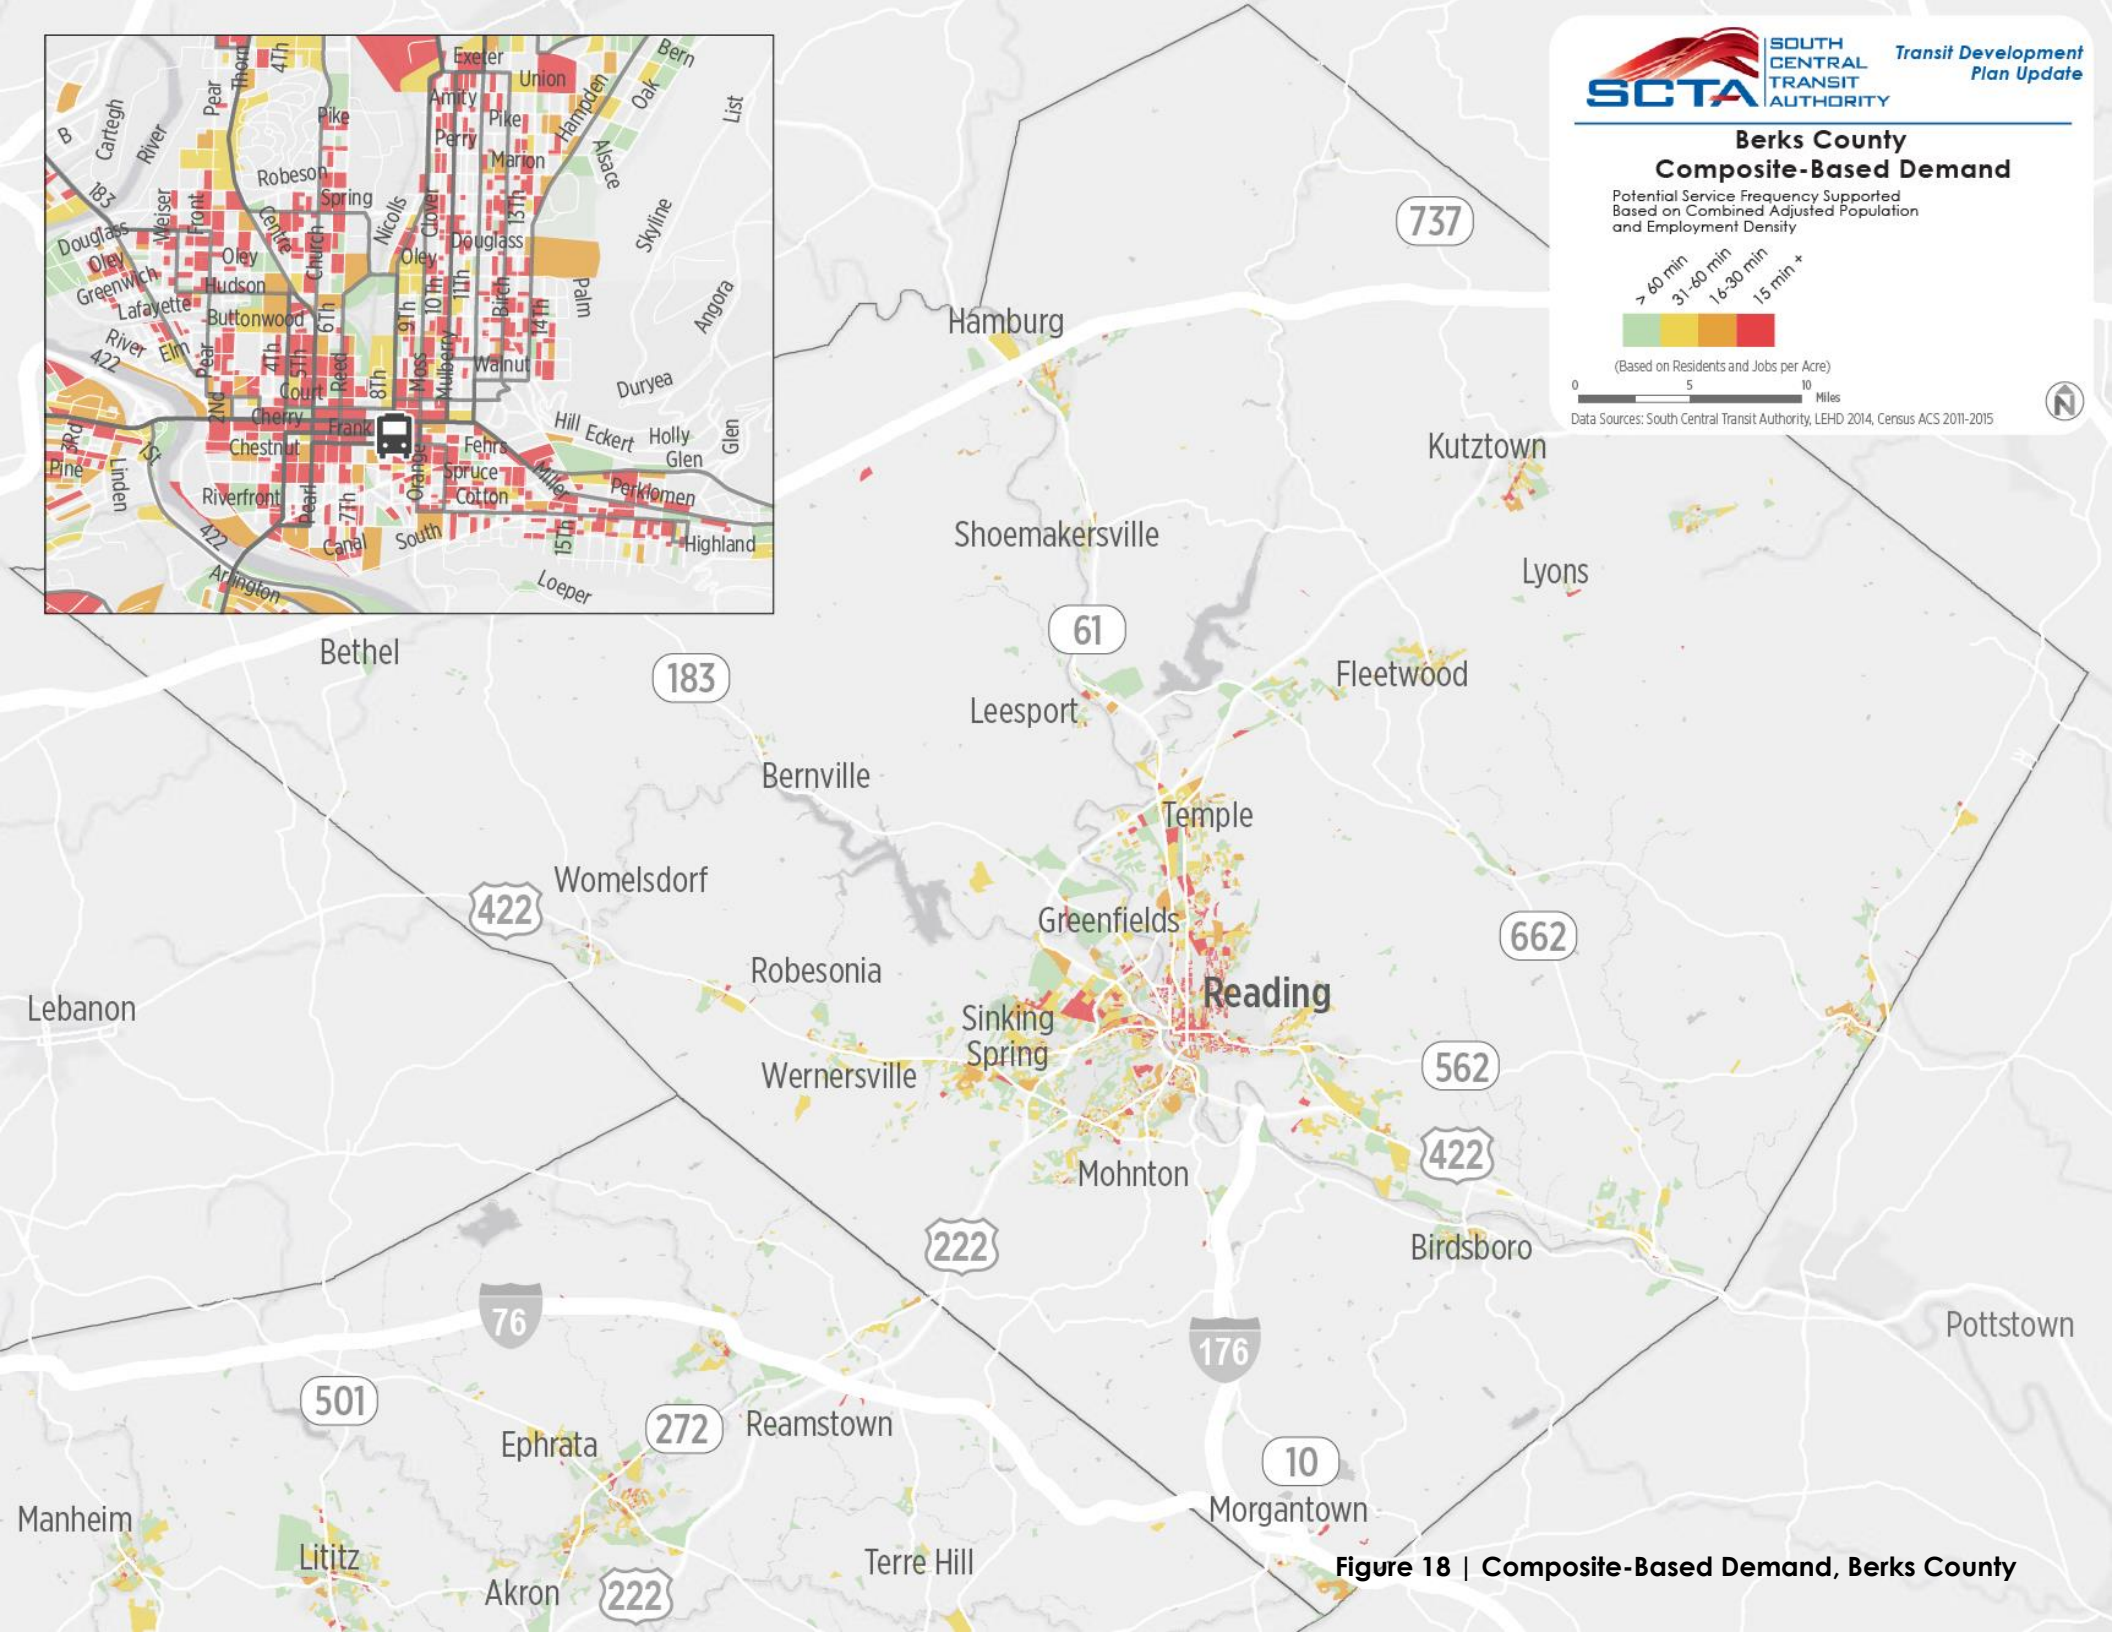 SCTA
SOUTH
CENTRAL
TRANSIT
AUTHORITY
Transit Development
Plan Update
Berks County
Composite-Based Demand
Potential Service Frequency Supported
Based on Combined Adjusted Population
and Employment Density
> 60 min
31-60 min
16-30 min
15 min +
(Based on Residents and Jobs per Acre)
0 5 10
Miles
N
Data Sources: South Central Transit Authority, LEHD 2014, Census ACS 2011-2015
Exeter
Bern
Thorn
4Th
Union
Pear
Amity
Hampden
Oak
List
Cartegh
Pike
Pike
B
River
Perry
Marion
Alsace
Robeson
183
Weiser
Front
Spring
Nicolls
Clover
13Th
Skyline
Centre
Church
Douglass
Douglass
Oley
Oley
Oley
Greenwich
Hudson
10Th
11Th
Birch
Palm
Angora
Lafayette
Buttonwood
6Th
9Th
14Th
River
Elm
422
Pear
4Th
5Th
Reed
8Th
Moss
Mulberry
Walnut
Duryea
Court
2Nd
Cherry
Frank
Hill
Eckert
Holly
Glen
Glen
3Rd
1St
Chestnut
Fehrs
Pine
Linden
Orange
Spruce
Miller
Riverfront
Pearl
7Th
Cotton
Perkiomen
422
Canal
South
15Th
Highland
Arlington
Loeper
737
Hamburg
Kutztown
Shoemakersville
Lyons
61
Bethel
183
Fleetwood
Leesport
Bernville
Temple
Womelsdorf
422
Greenfields
662
Robesonia
Reading
Lebanon
Sinking
Spring
562
Wernersville
422
Mohnton
222
Birdsboro
76
Pottstown
176
501
272
Reamstown
Ephrata
10
Manheim
Morgantown
Lititz
Terre Hill
Akron
222
Figure 18 | Composite-Based Demand, Berks County